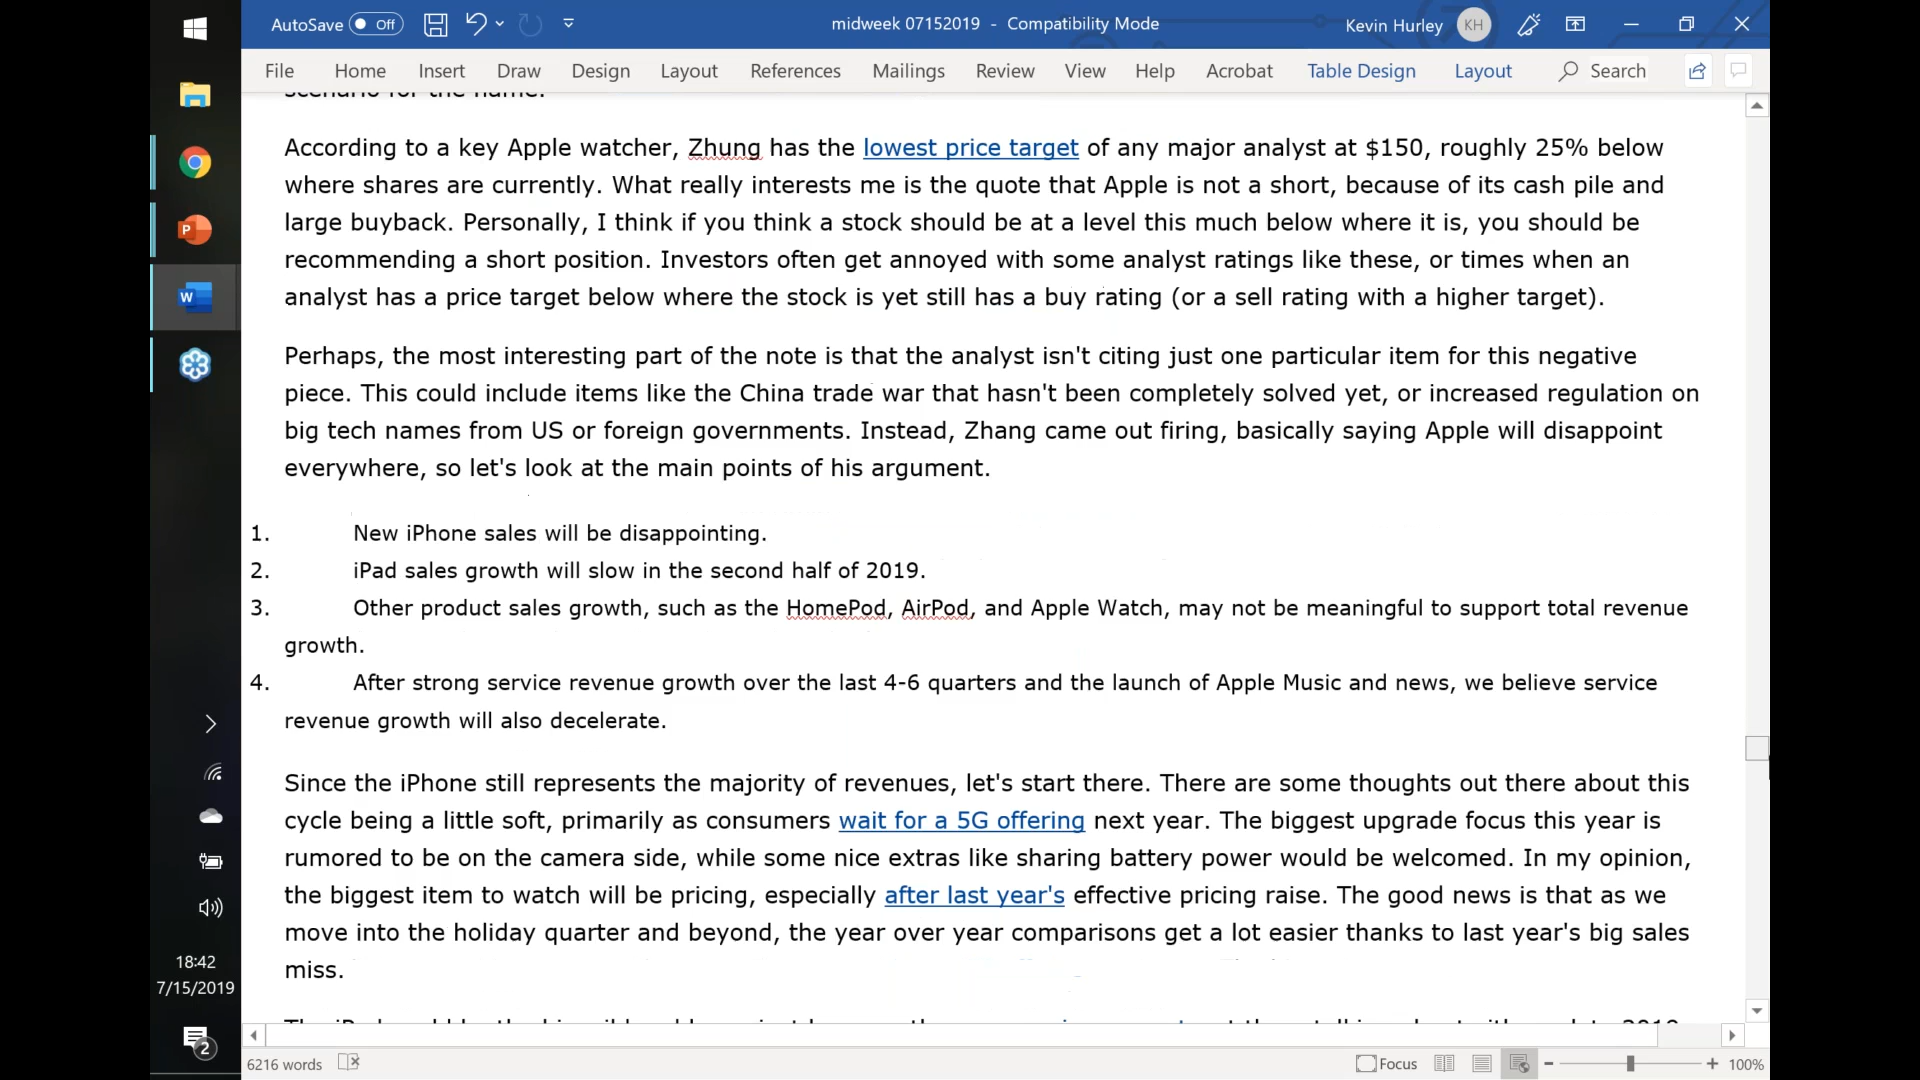 AutoSave Off
midweek 07152019 - Compatibility Mode
Kevin Hurley KH
File Home Insert Draw Design Layout References Mailings Review View Help Acrobat Table Design Layout Search
scenario for the name.
According to a key Apple watcher, Zhung has the lowest price target of any major analyst at $150, roughly 25% below
where shares are currently. What really interests me is the quote that Apple is not a short, because of its cash pile and
large buyback. Personally, I think if you think a stock should be at a level this much below where it is, you should be
recommending a short position. Investors often get annoyed with some analyst ratings like these, or times when an
analyst has a price target below where the stock is yet still has a buy rating (or a sell rating with a higher target).
Perhaps, the most interesting part of the note is that the analyst isn't citing just one particular item for this negative
piece. This could include items like the China trade war that hasn't been completely solved yet, or increased regulation on
big tech names from US or foreign governments. Instead, Zhang came out firing, basically saying Apple will disappoint
everywhere, so let's look at the main points of his argument.
1. New iPhone sales will be disappointing.
2. iPad sales growth will slow in the second half of 2019.
3. Other product sales growth, such as the HomePod, AirPod, and Apple Watch, may not be meaningful to support total revenue
growth.
4. After strong service revenue growth over the last 4-6 quarters and the launch of Apple Music and news, we believe service
revenue growth will also decelerate.
Since the iPhone still represents the majority of revenues, let's start there. There are some thoughts out there about this
cycle being a little soft, primarily as consumers wait for a 5G offering next year. The biggest upgrade focus this year is
rumored to be on the camera side, while some nice extras like sharing battery power would be welcomed. In my opinion,
the biggest item to watch will be pricing, especially after last year's effective pricing raise. The good news is that as we
move into the holiday quarter and beyond, the year over year comparisons get a lot easier thanks to last year's big sales
miss.
18:42
7/15/2019
2
6216 words
Focus
100%